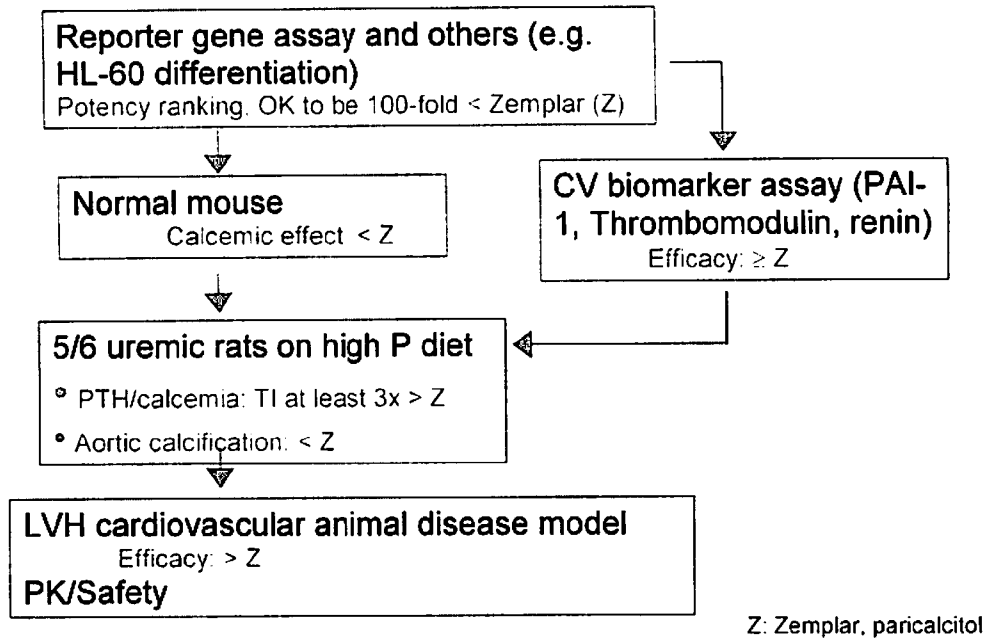 Reporter gene assay and others (e.g.
HL-60 differentiation)
Potency ranking. OK to be 100-fold < Zemplar (Z)
Normal mouse
Calcemic effect < Z
CV biomarker assay (PAI-
1, Thrombomodulin, renin)
Efficacy: ≥ Z
5/6 uremic rats on high P diet
• PTH/calcemia: TI at least 3x > Z
• Aortic calcification: < Z
LVH cardiovascular animal disease model
Efficacy: > Z
PK/Safety
Z: Zemplar, paricalcitol